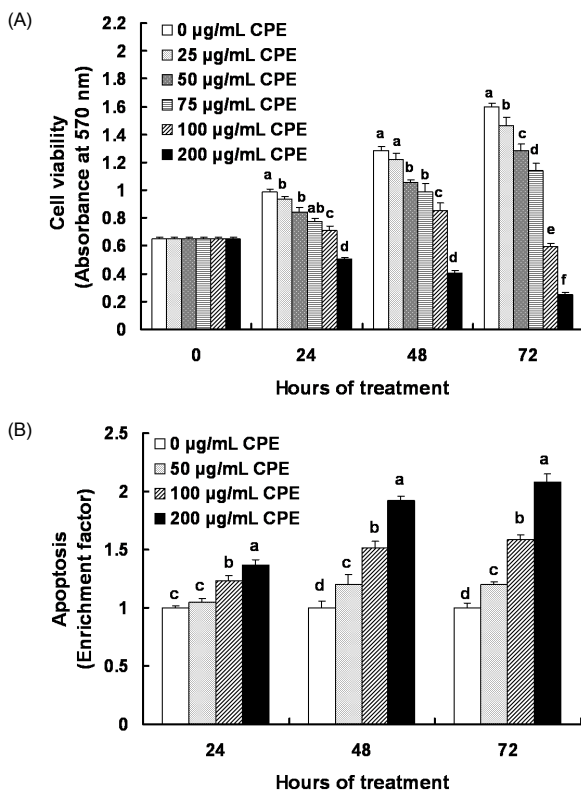 (A)
0 µg/mL CPE
25 µg/mL CPE
50 µg/mL CPE
75 µg/mL CPE
100 µg/mL CPE
200 µg/mL CPE
Cell viability
(Absorbance at 570 nm)
1.8
1.6
1.4
1.2
1
0.8
0.6
0.4
0.2
0
a b b ab c d
a a b b c d
a b c d e f
0 24 48 72
Hours of treatment
(B)
0 µg/mL CPE
50 µg/mL CPE
100 µg/mL CPE
200 µg/mL CPE
Apoptosis
(Enrichment factor)
2.5
2
1.5
1
0.5
0
c c b a
d c b a
d c b a
24 48 72
Hours of treatment